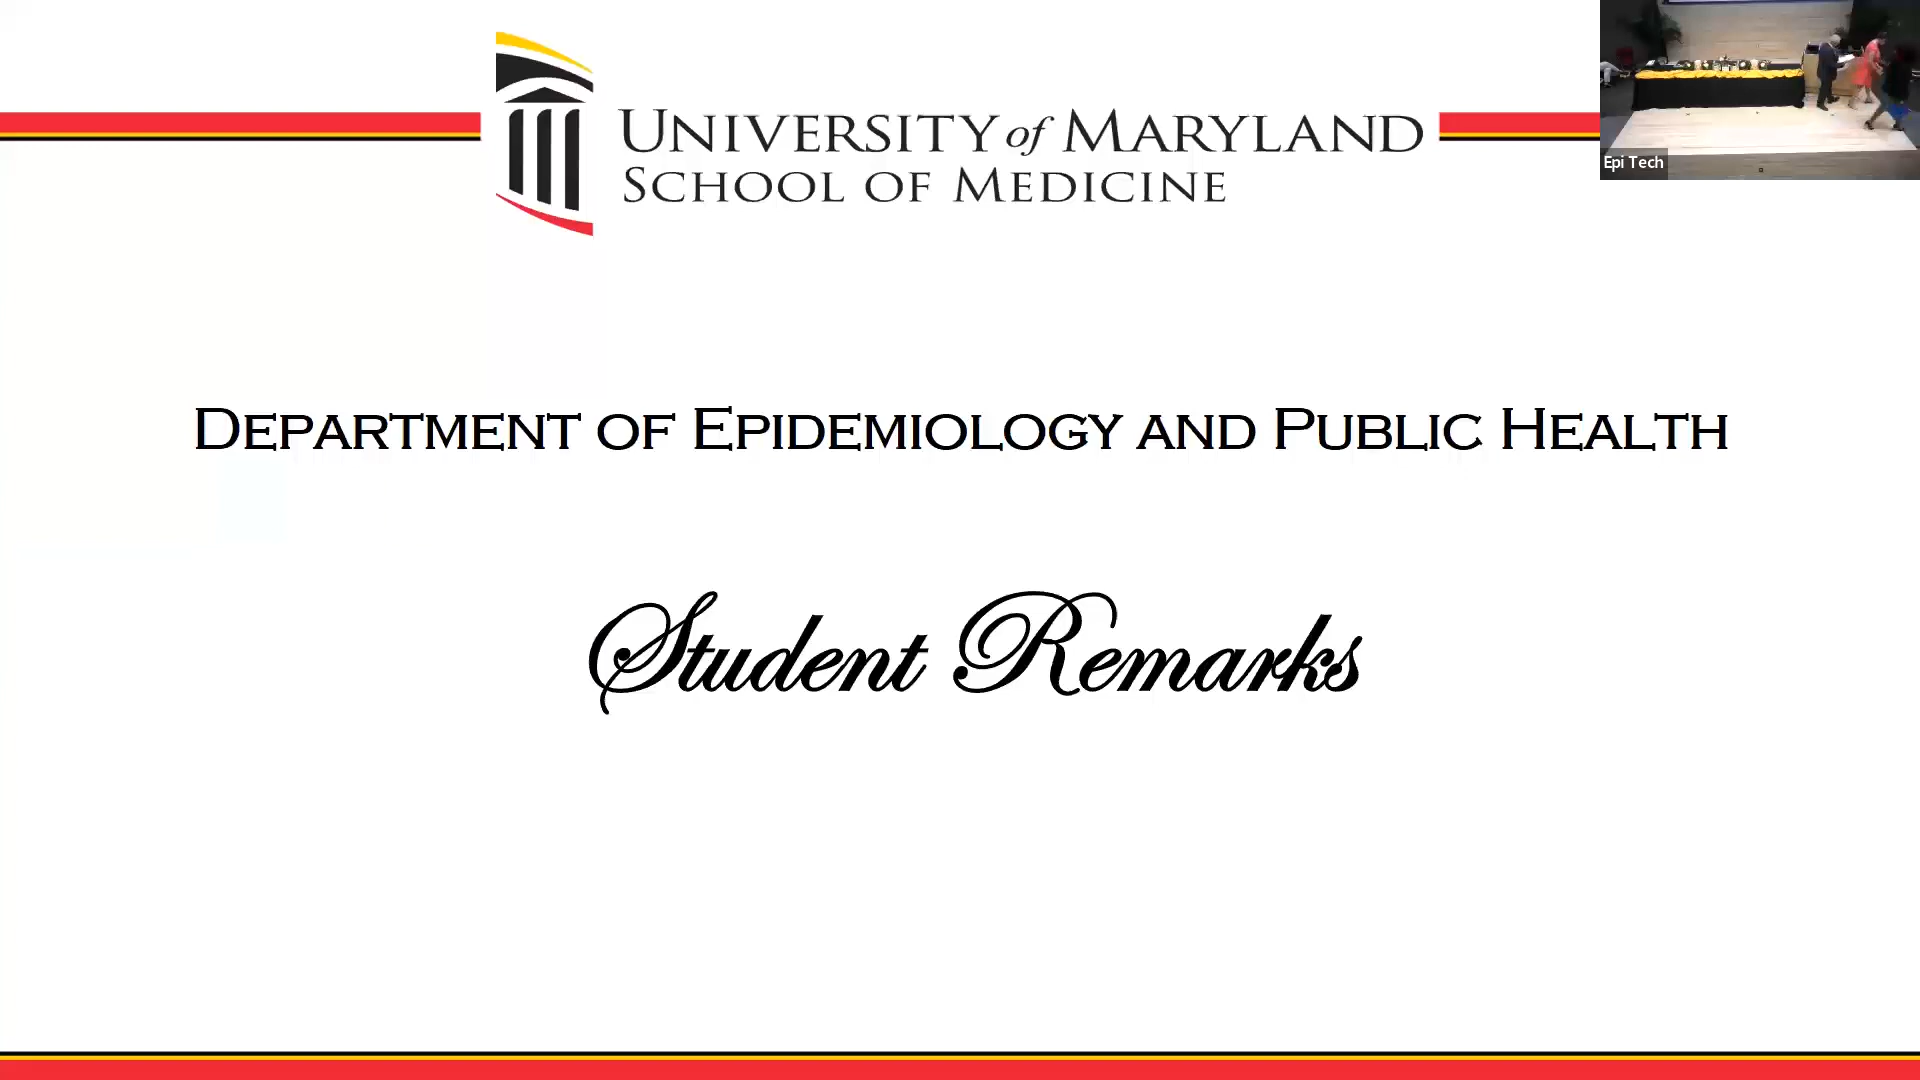 UNIVERSITY of MARYLAND
SCHOOL OF MEDICINE
Epi Tech
DEPARTMENT OF EPIDEMIOLOGY AND PUBLIC HEALTH
Student Remarks